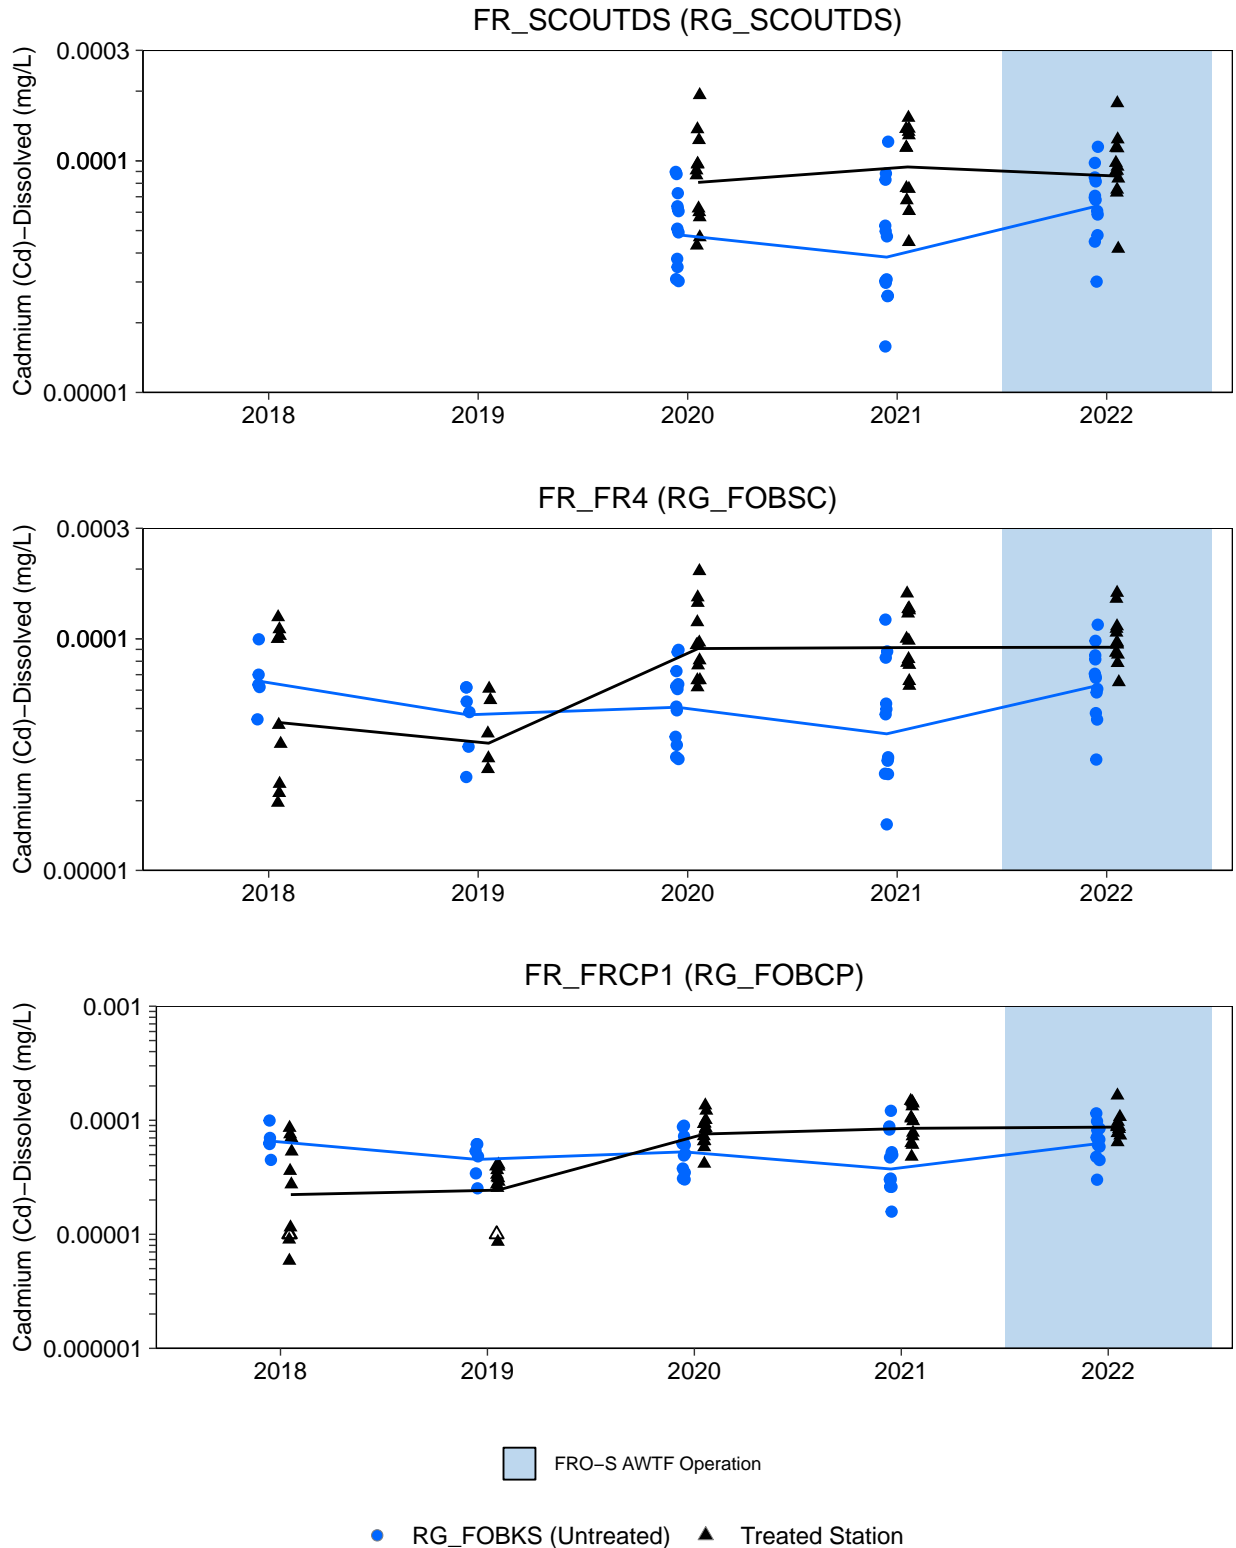 FR_SCOUTDS (RG_SCOUTDS)
Cadmium (Cd)−Dissolved (mg/L)
0.0003
0.0001
0.00001
2018 2019 2020 2021 2022
FR_FR4 (RG_FOBSC)
Cadmium (Cd)−Dissolved (mg/L)
0.0003
0.0001
0.00001
2018 2019 2020 2021 2022
FR_FRCP1 (RG_FOBCP)
Cadmium (Cd)−Dissolved (mg/L)
0.001
0.0001
0.00001
0.000001
2018 2019 2020 2021 2022
FRO−S AWTF Operation
RG_FOBKS (Untreated) Treated Station